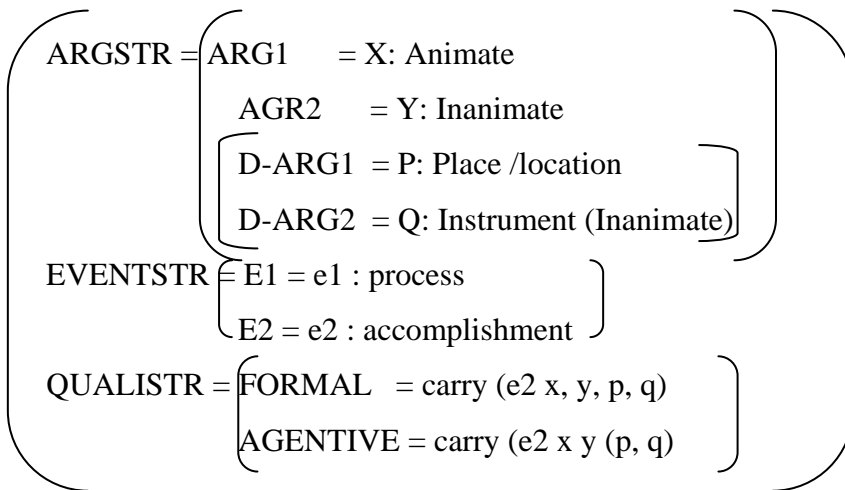 ARGSTR = ARG1 = X: Animate
AGR2 = Y: Inanimate
D-ARG1 = P: Place /location
D-ARG2 = Q: Instrument (Inanimate)
EVENTSTR = E1 = e1 : process
E2 = e2 : accomplishment
QUALISTR = FORMAL = carry (e2 x, y, p, q)
AGENTIVE = carry (e2 x y (p, q)